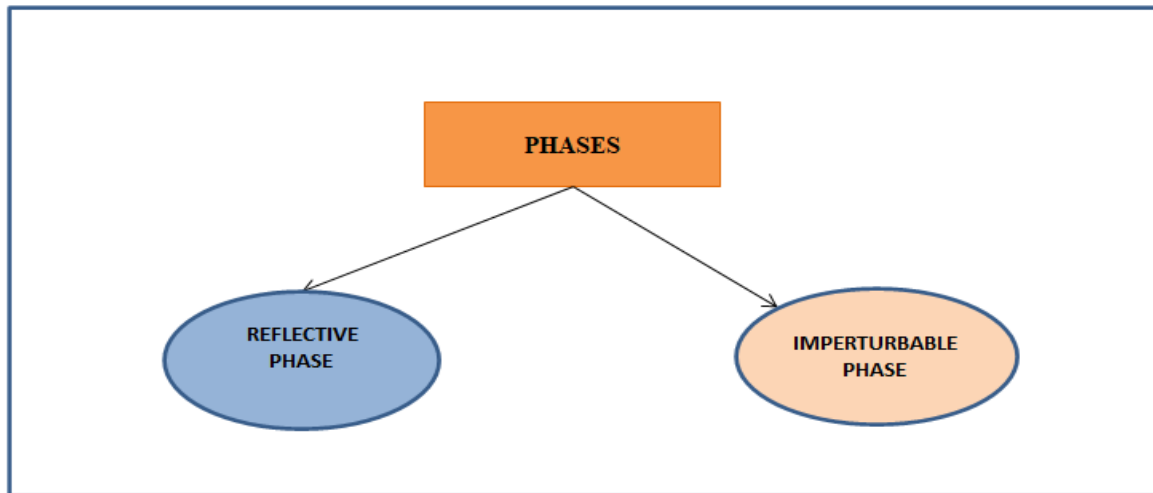 PHASES
REFLECTIVE
PHASE
IMPERTURBABLE
PHASE